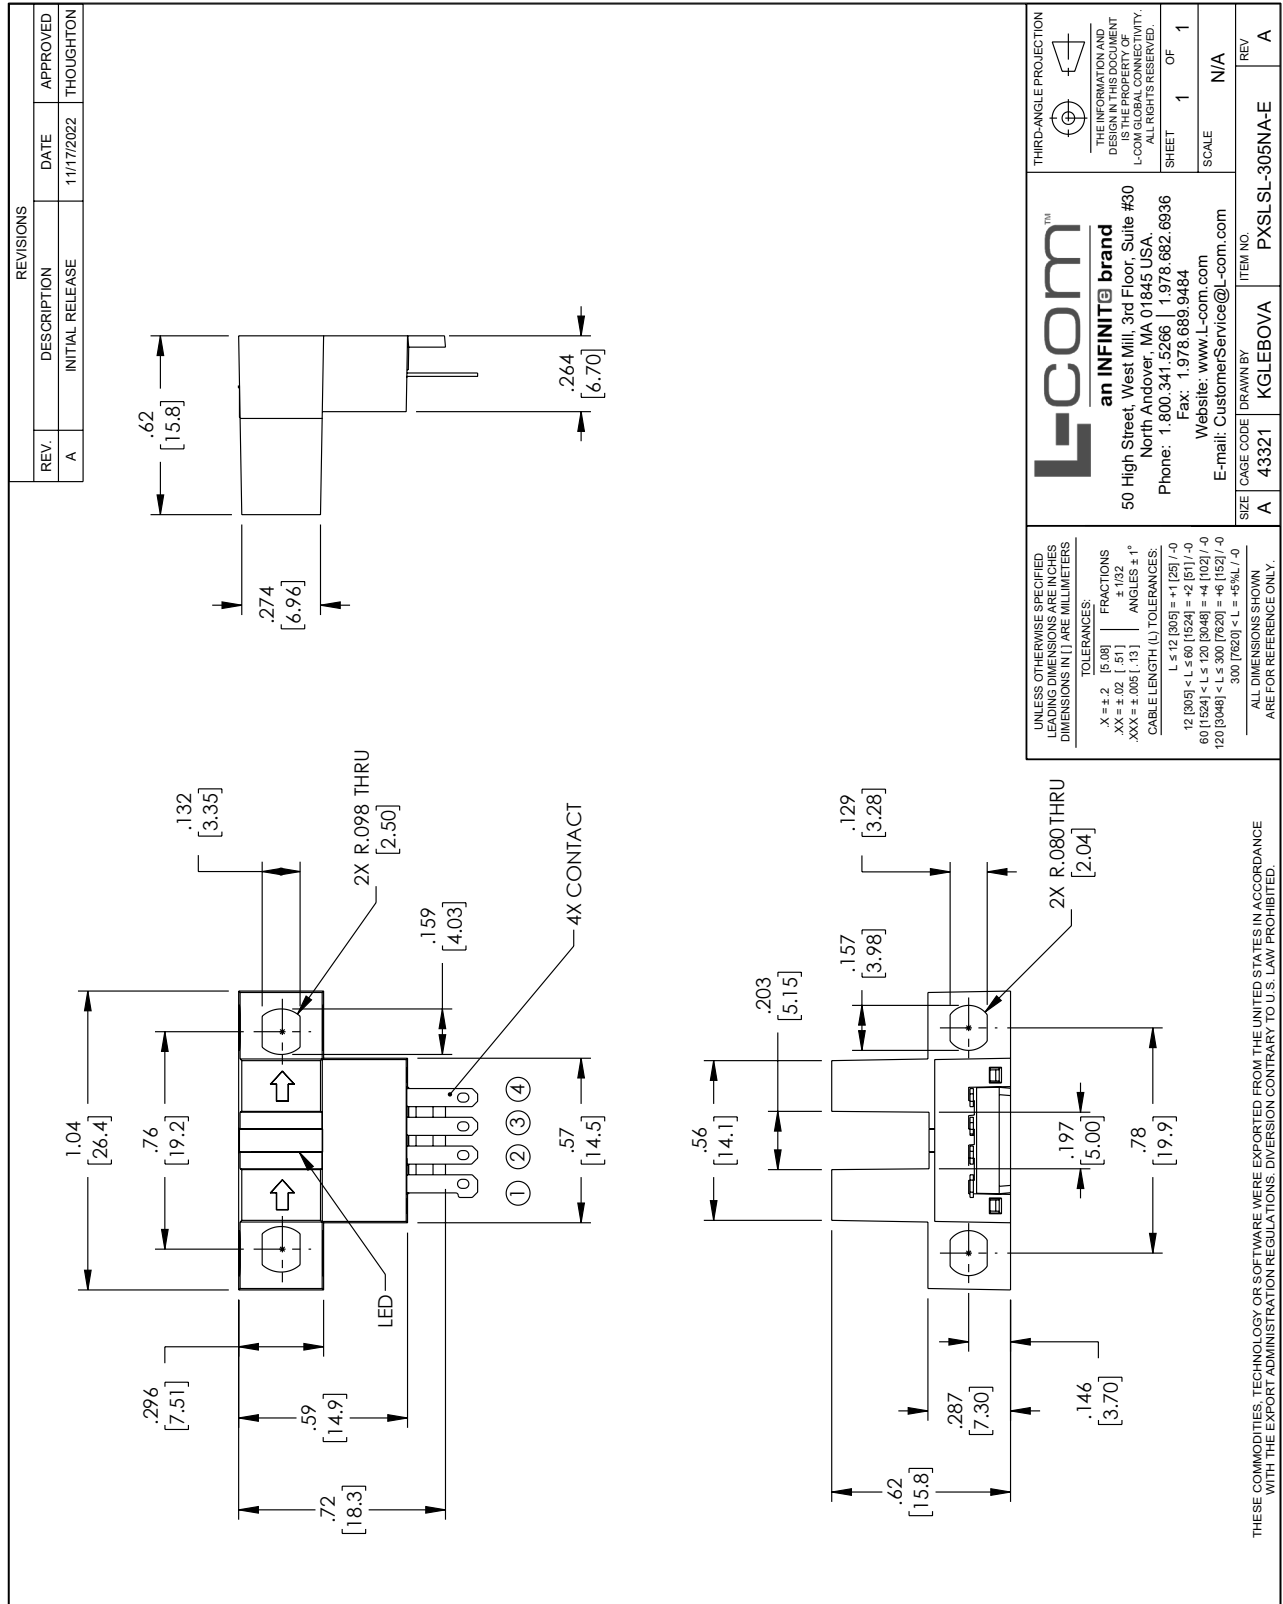 REVISIONS
REV.
DESCRIPTION
DATE
APPROVED
A
INITIAL RELEASE
11/17/2022
THOUGHTON
1.04
[26.4]
.76
[19.2]
.132
[3.35]
2X R.098 THRU
[2.50]
.159
[4.03]
4X CONTACT
.296
[7.51]
.59
[14.9]
.72
[18.3]
LED
1
2
3
4
.57
[14.5]
.62
[15.8]
.274
[6.96]
.264
[6.70]
.56
[14.1]
.203
[5.15]
.157
[3.98]
.129
[3.28]
2X R.080 THRU
[2.04]
.62
[15.8]
.287
[7.30]
.146
[3.70]
.197
[5.00]
.78
[19.9]
UNLESS OTHERWISE SPECIFIED
LEADING DIMENSIONS ARE INCHES
DIMENSIONS IN [ ] ARE MILLIMETERS
TOLERANCES:
.X = ± .2 [5.08]
.XX = ± .02 [ .51]
.XXX = ± .005 [ .13 ]
FRACTIONS
± 1/32
ANGLES ± 1°
CABLE LENGTH (L) TOLERANCES:
L ≤ 12 [305] = +1 [25] / -0
12 [305] < L ≤ 60 [1524] = +2 [51] / -0
60 [1524] < L ≤ 120 [3048] = +4 [102] / -0
120 [3048] < L ≤ 300 [7620] = +6 [152] / -0
300 [7620] < L = +5%L / -0
ALL DIMENSIONS SHOWN
ARE FOR REFERENCE ONLY.
L-com™
an INFINIT@ brand
50 High Street, West Mill, 3rd Floor, Suite #30
North Andover, MA 01845 USA.
Phone: 1.800.341.5266 | 1.978.682.6936
Fax: 1.978.689.9484
Website: www.L-com.com
E-mail: CustomerService@L-com.com
THIRD-ANGLE PROJECTION
THE INFORMATION AND
DESIGN IN THIS DOCUMENT
IS THE PROPERTY OF
L-COM GLOBAL CONNECTIVITY.
ALL RIGHTS RESERVED.
SHEET 1 OF 1
SCALE
N/A
SIZE
A
CAGE CODE
43321
DRAWN BY
KGLEBOVA
ITEM NO.
PXSLSL-305NA-E
REV
A
THESE COMMODITIES, TECHNOLOGY OR SOFTWARE WERE EXPORTED FROM THE UNITED STATES IN ACCORDANCE
WITH THE EXPORT ADMINISTRATION REGULATIONS. DIVERSION CONTRARY TO U.S. LAW PROHIBITED.